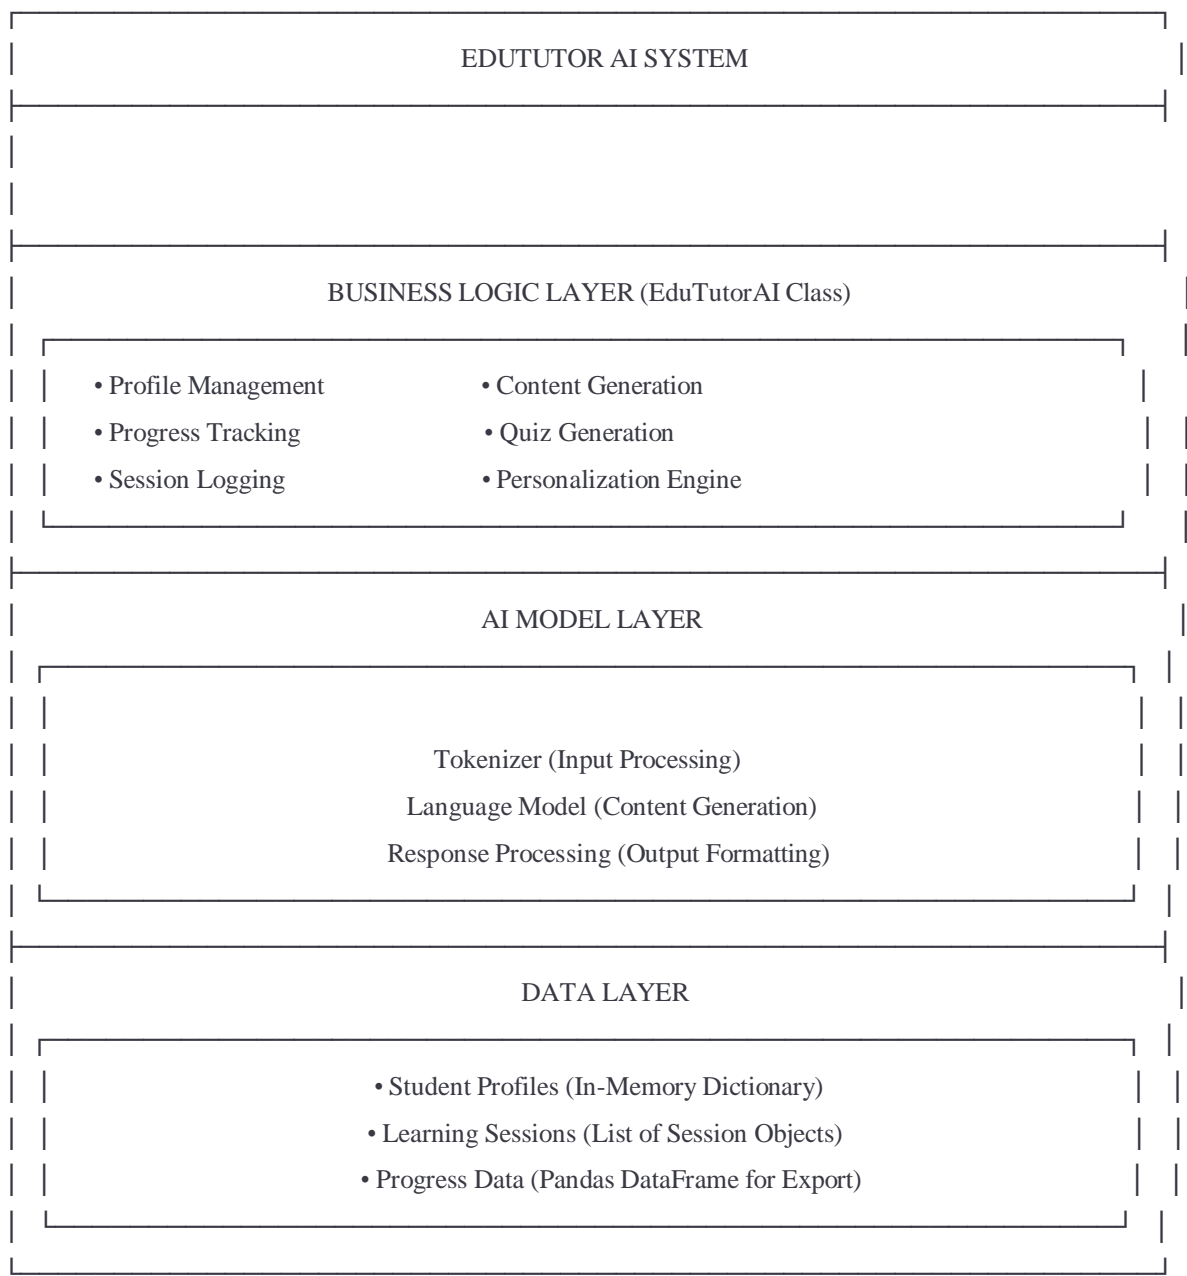 EDUTUTOR AI SYSTEM
BUSINESS LOGIC LAYER (EduTutorAI Class)
• Profile Management • Content Generation
• Progress Tracking • Quiz Generation
• Session Logging • Personalization Engine
AI MODEL LAYER
Tokenizer (Input Processing)
Language Model (Content Generation)
Response Processing (Output Formatting)
DATA LAYER
• Student Profiles (In-Memory Dictionary)
• Learning Sessions (List of Session Objects)
• Progress Data (Pandas DataFrame for Export)